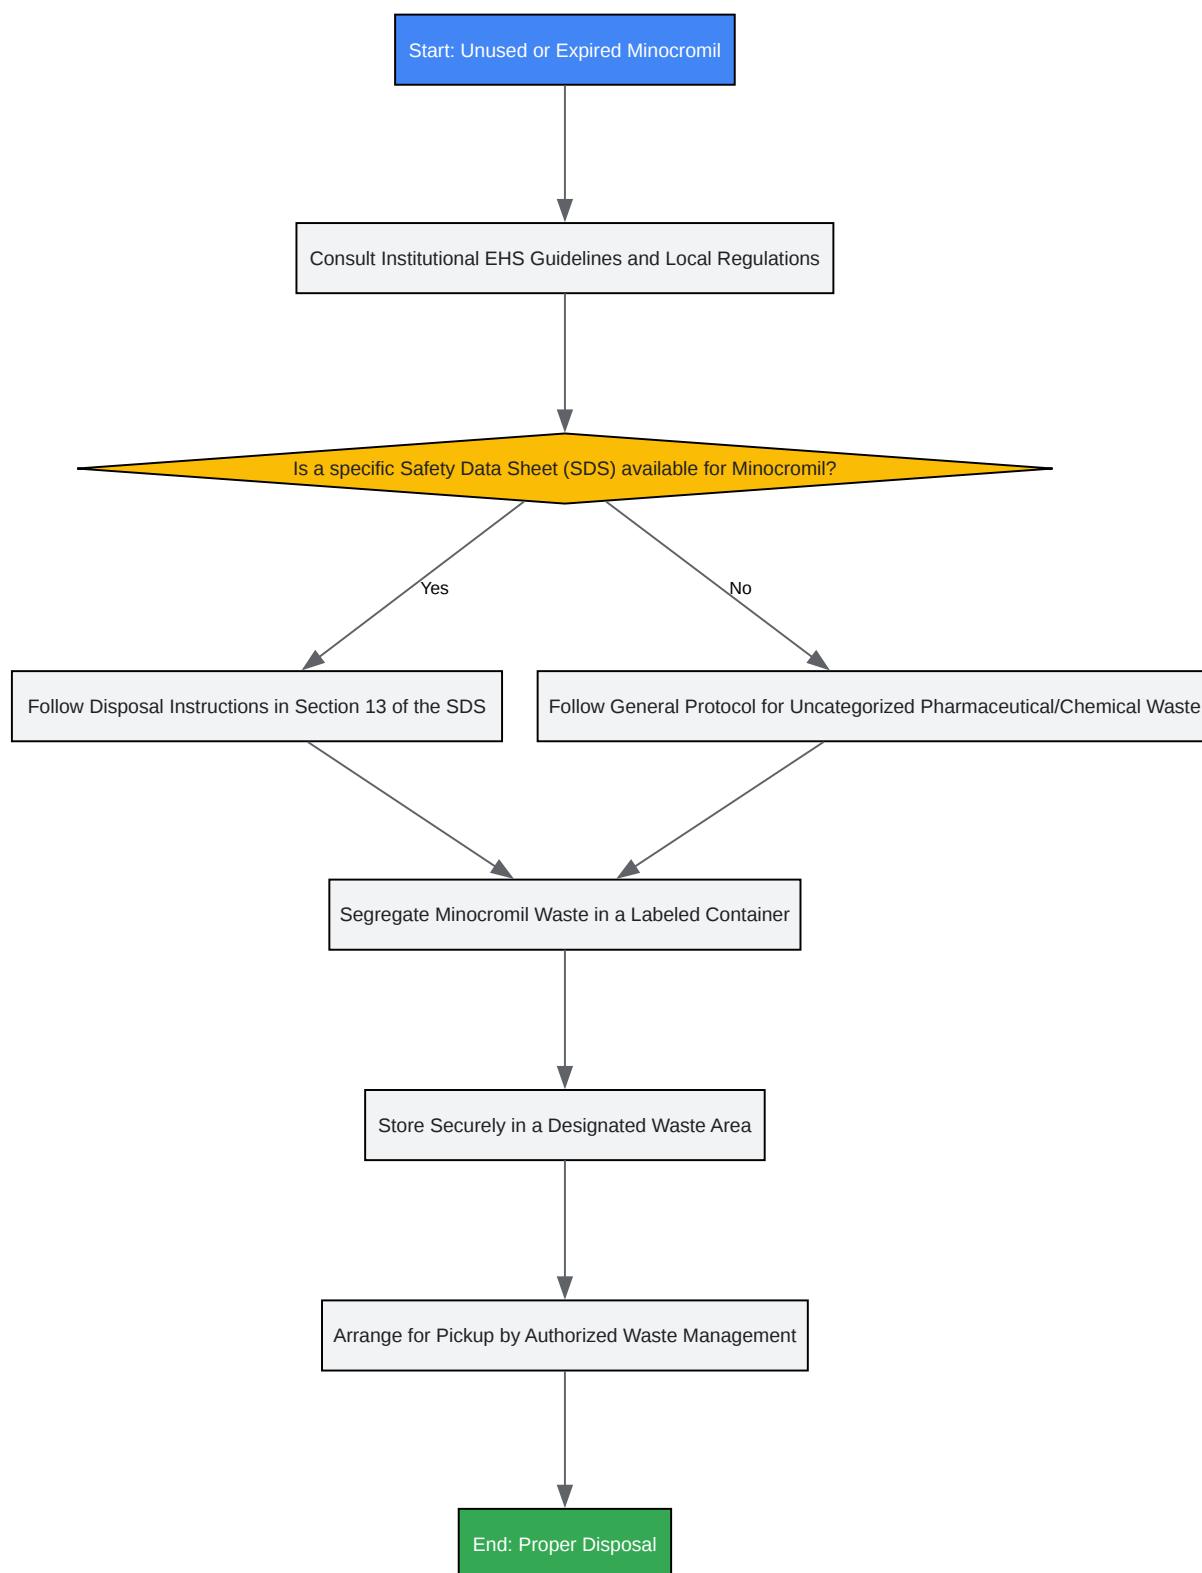 Start: Unused or Expired Minocromil
Consult Institutional EHS Guidelines and Local Regulations
Is a specific Safety Data Sheet (SDS) available for Minocromil?
Yes
No
Follow Disposal Instructions in Section 13 of the SDS
Follow General Protocol for Uncategorized Pharmaceutical/Chemical Waste
Segregate Minocromil Waste in a Labeled Container
Store Securely in a Designated Waste Area
Arrange for Pickup by Authorized Waste Management
End: Proper Disposal